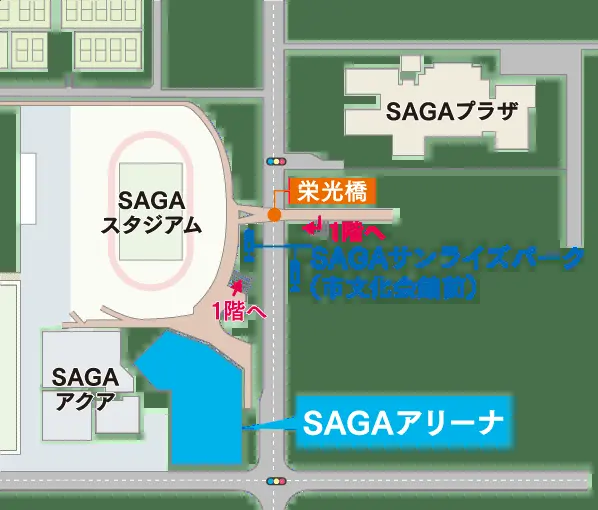 SAGAプラザ
SAGA
スタジアム
栄光橋
1階へ
SAGAサンライズパーク
（市文化会館前）
1階へ
SAGA
アクア
SAGAアリーナ